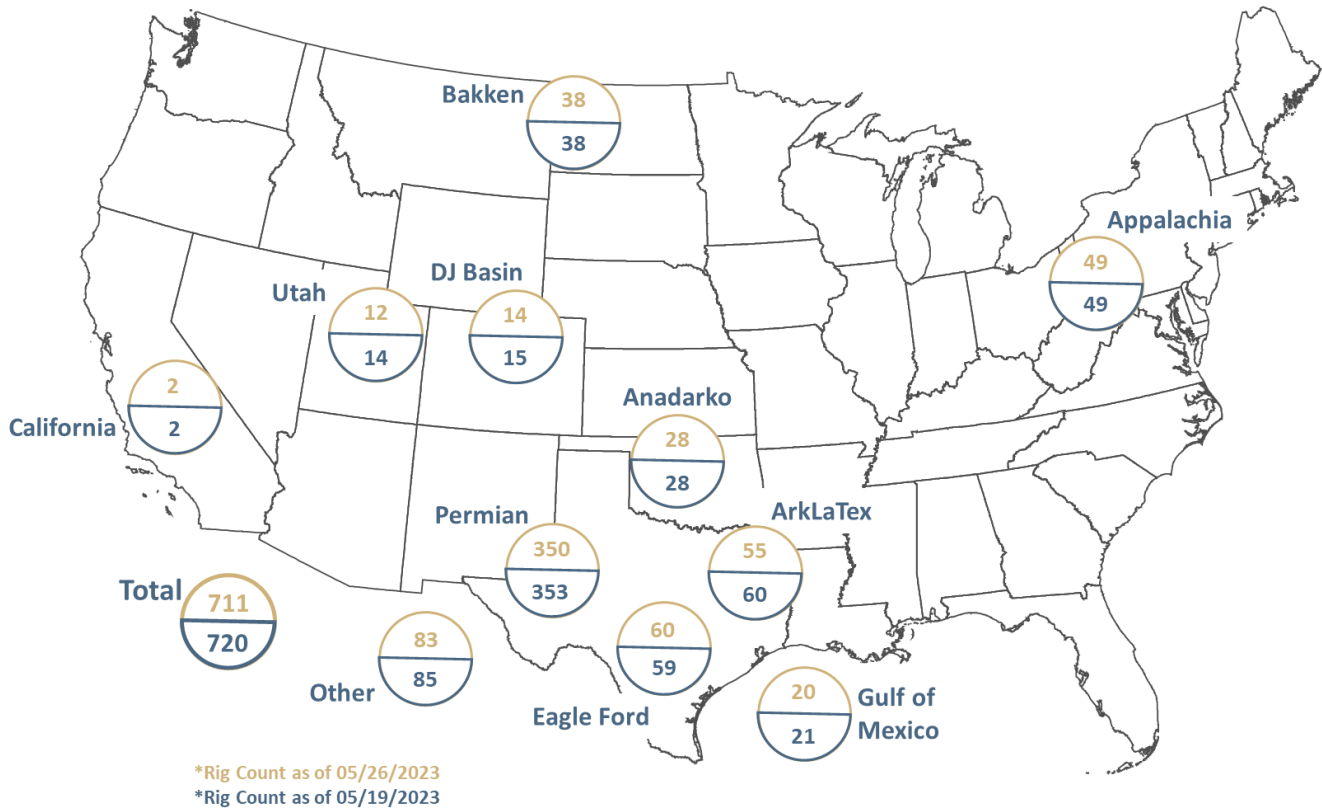 Bakken
38
38
Appalachia
49
49
DJ Basin
14
15
Utah
12
14
California
2
2
Anadarko
28
28
ArkLaTex
55
60
Permian
350
353
Total
711
720
Other
83
85
Eagle Ford
60
59
Gulf of
Mexico
20
21
*Rig Count as of 05/26/2023
*Rig Count as of 05/19/2023